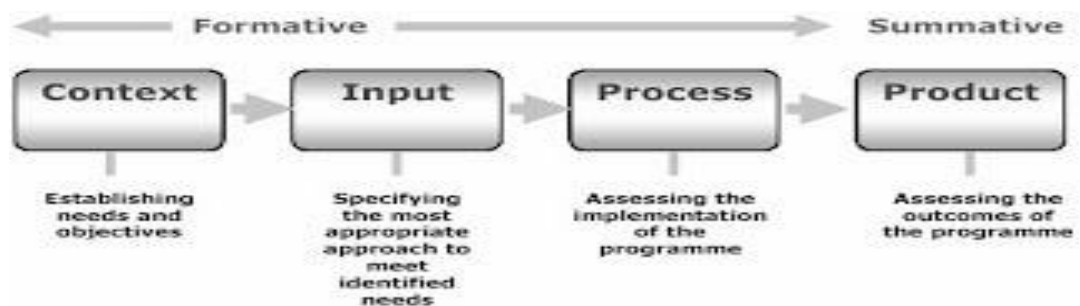 Formative Summative
Context Input Process Product
Establishing
needs and
objectives
Specifying
the most
appropriate
approach to
meet
identified
needs
Assessing the
implementation
of the
programme
Assessing the
outcomes of
the programme